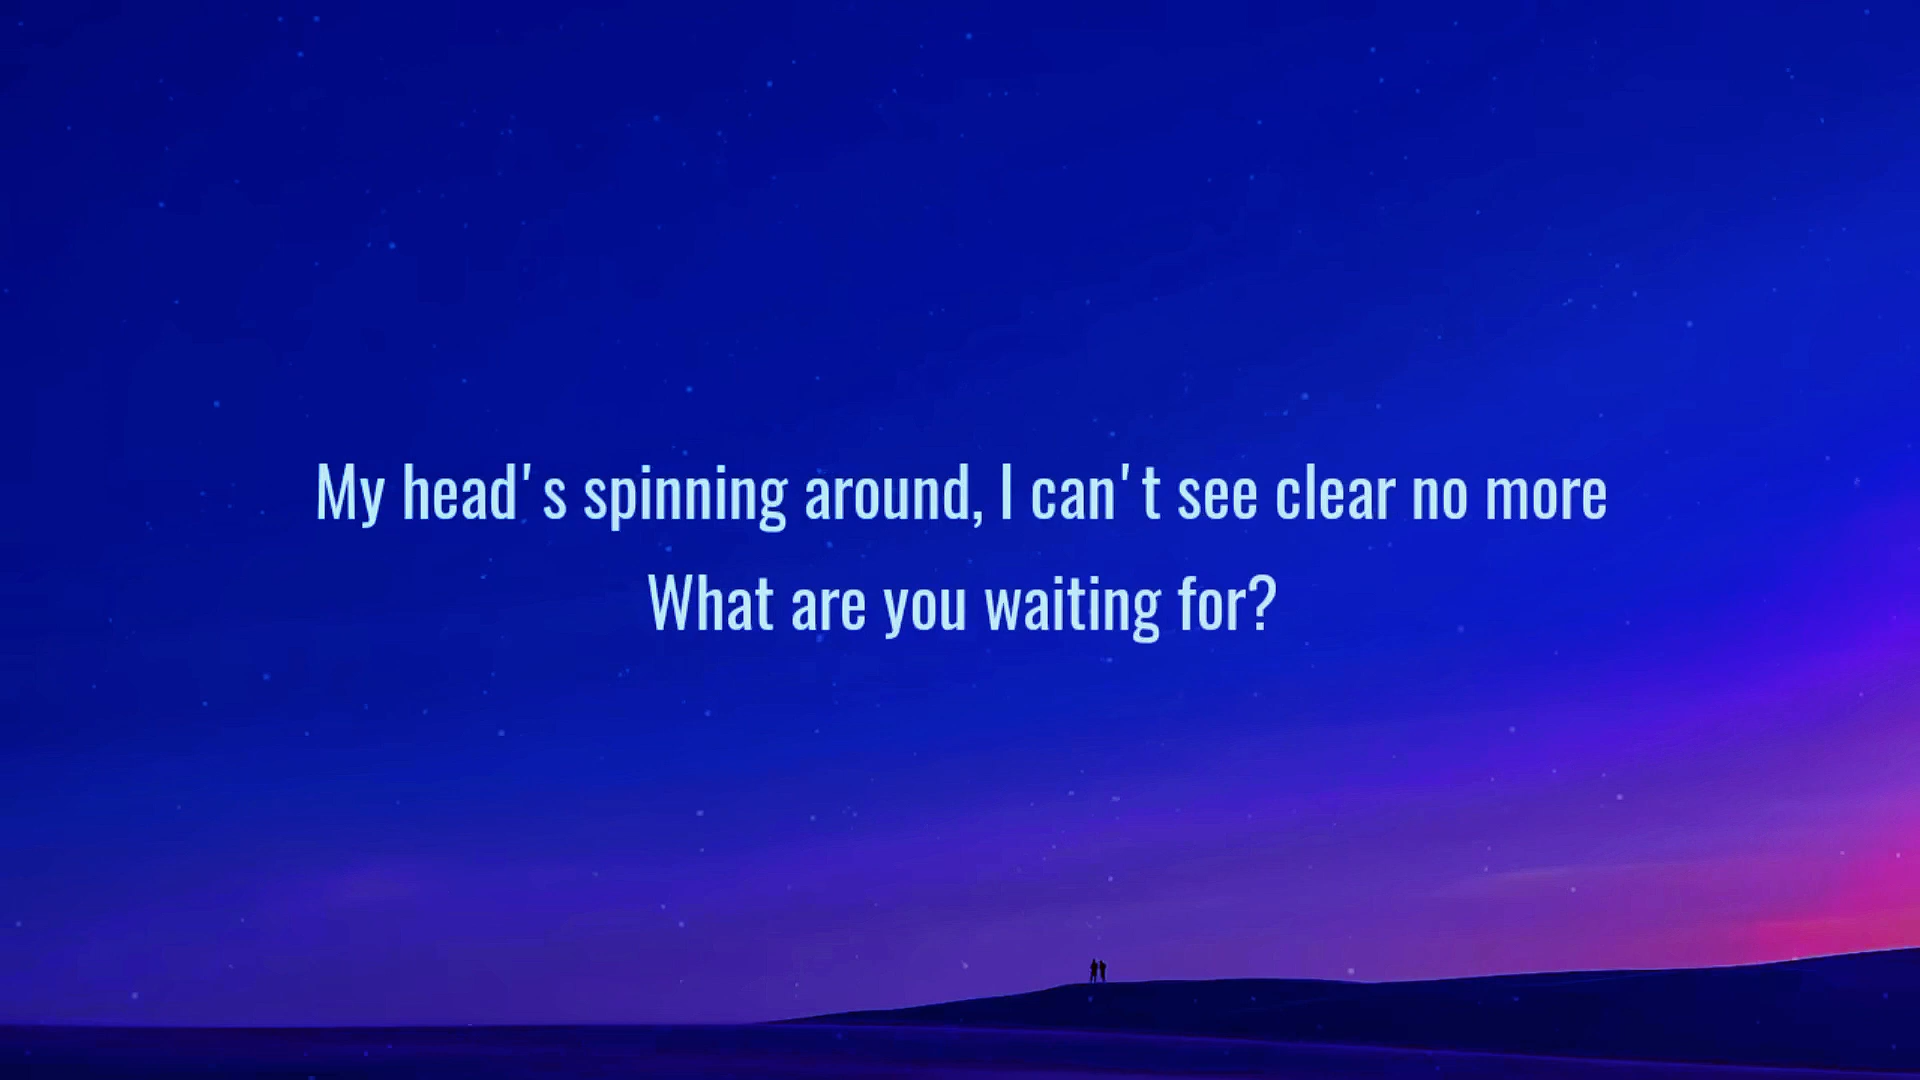 My head's spinning around, I can't see clear no more
What are you waiting for?